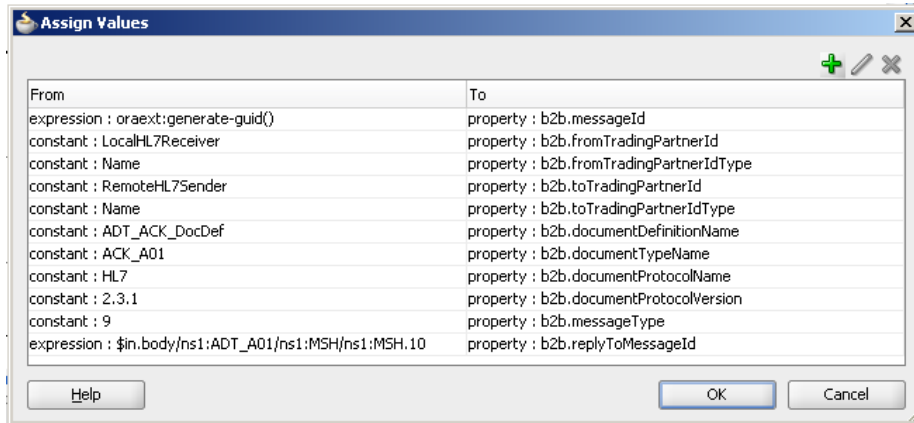 Assign Values
From To
expression : oraext:generate-guid() property : b2b.messageId
constant : LocalHL7Receiver property : b2b.fromTradingPartnerId
constant : Name property : b2b.fromTradingPartnerIdType
constant : RemoteHL7Sender property : b2b.toTradingPartnerId
constant : Name property : b2b.toTradingPartnerIdType
constant : ADT_ACK_DocDef property : b2b.documentDefinitionName
constant : ACK_A01 property : b2b.documentTypeName
constant : HL7 property : b2b.documentProtocolName
constant : 2.3.1 property : b2b.documentProtocolVersion
constant : 9 property : b2b.messageType
expression : $in.body/ns1:ADT_A01/ns1:MSH/ns1:MSH.10 property : b2b.replyToMessageId
Help OK Cancel